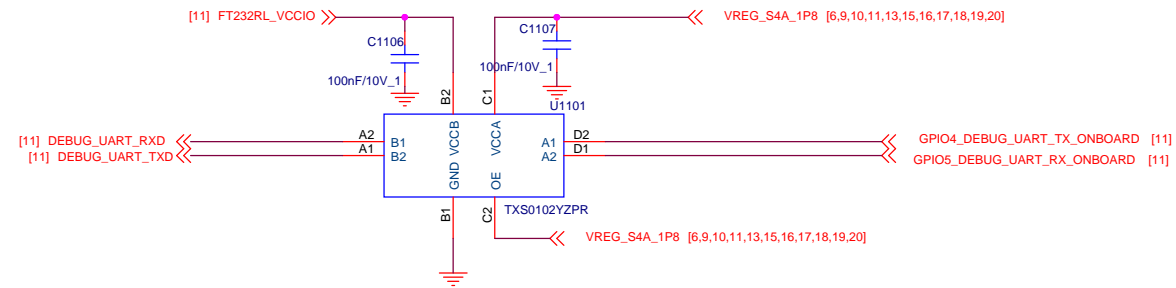 [11] FT232RL_VCCIO
VREG_S4A_1P8 [6,9,10,11,13,15,16,17,18,19,20]
C1106
C1107
100nF/10V_1
100nF/10V_1
B2
C1
U1101
[11] DEBUG_UART_RXD
A2
B1
VCCB
VCCA
A1
D2
GPIO4_DEBUG_UART_TX_ONBOARD [11]
[11] DEBUG_UART_TXD
A1
B2
A2
D1
GPIO5_DEBUG_UART_RX_ONBOARD [11]
GND
OE
B1
C2
TXS0102YZPR
VREG_S4A_1P8 [6,9,10,11,13,15,16,17,18,19,20]